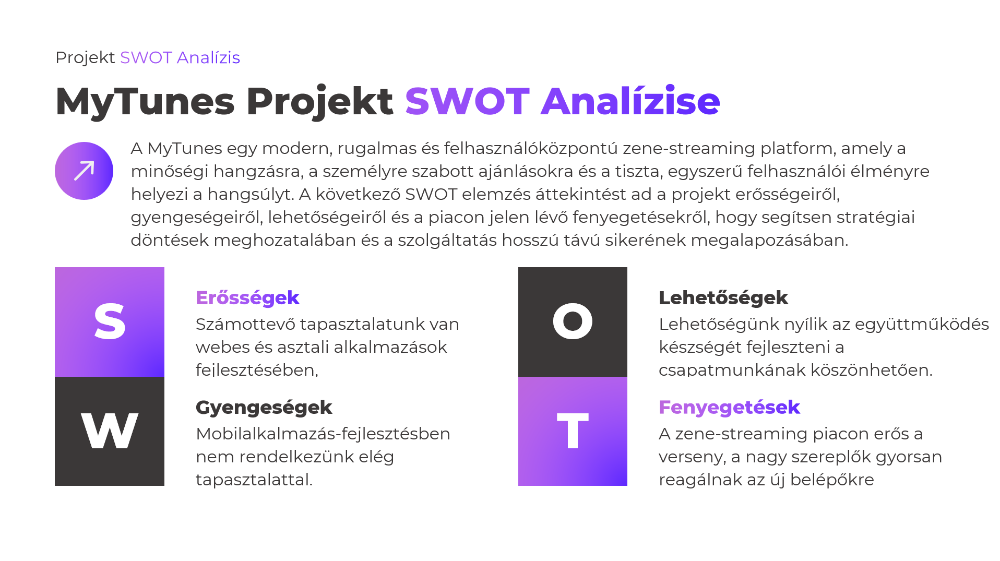 Projekt SWOT Analízis
MyTunes Projekt SWOT Analízise
A MyTunes egy modern, rugalmas és felhasználóközpontú zene-streaming platform, amely a
minőségi hangzásra, a személyre szabott ajánlásokra és a tiszta, egyszerű felhasználói élményre
helyezi a hangsúlyt. A következő SWOT elemzés áttekintést ad a projekt erősségeiről,
gyengeségeiről, lehetőségeiről és a piacon jelen lévő fenyegetésekről, hogy segítsen stratégiai
döntések meghozatalában és a szolgáltatás hosszú távú sikerének megalapozásában.
S
Erősségek
Számottevő tapasztalatunk van
webes és asztali alkalmazások
fejlesztésében,
W
Gyengeségek
Mobilalkalmazás-fejlesztésben
nem rendelkezünk elég
tapasztalattal.
O
Lehetőségek
Lehetőségünk nyílik az együttműködés
készségét fejleszteni a
csapatmunkának köszönhetően.
T
Fenyegetések
A zene-streaming piacon erős a
verseny, a nagy szereplők gyorsan
reagálnak az új belépőkre